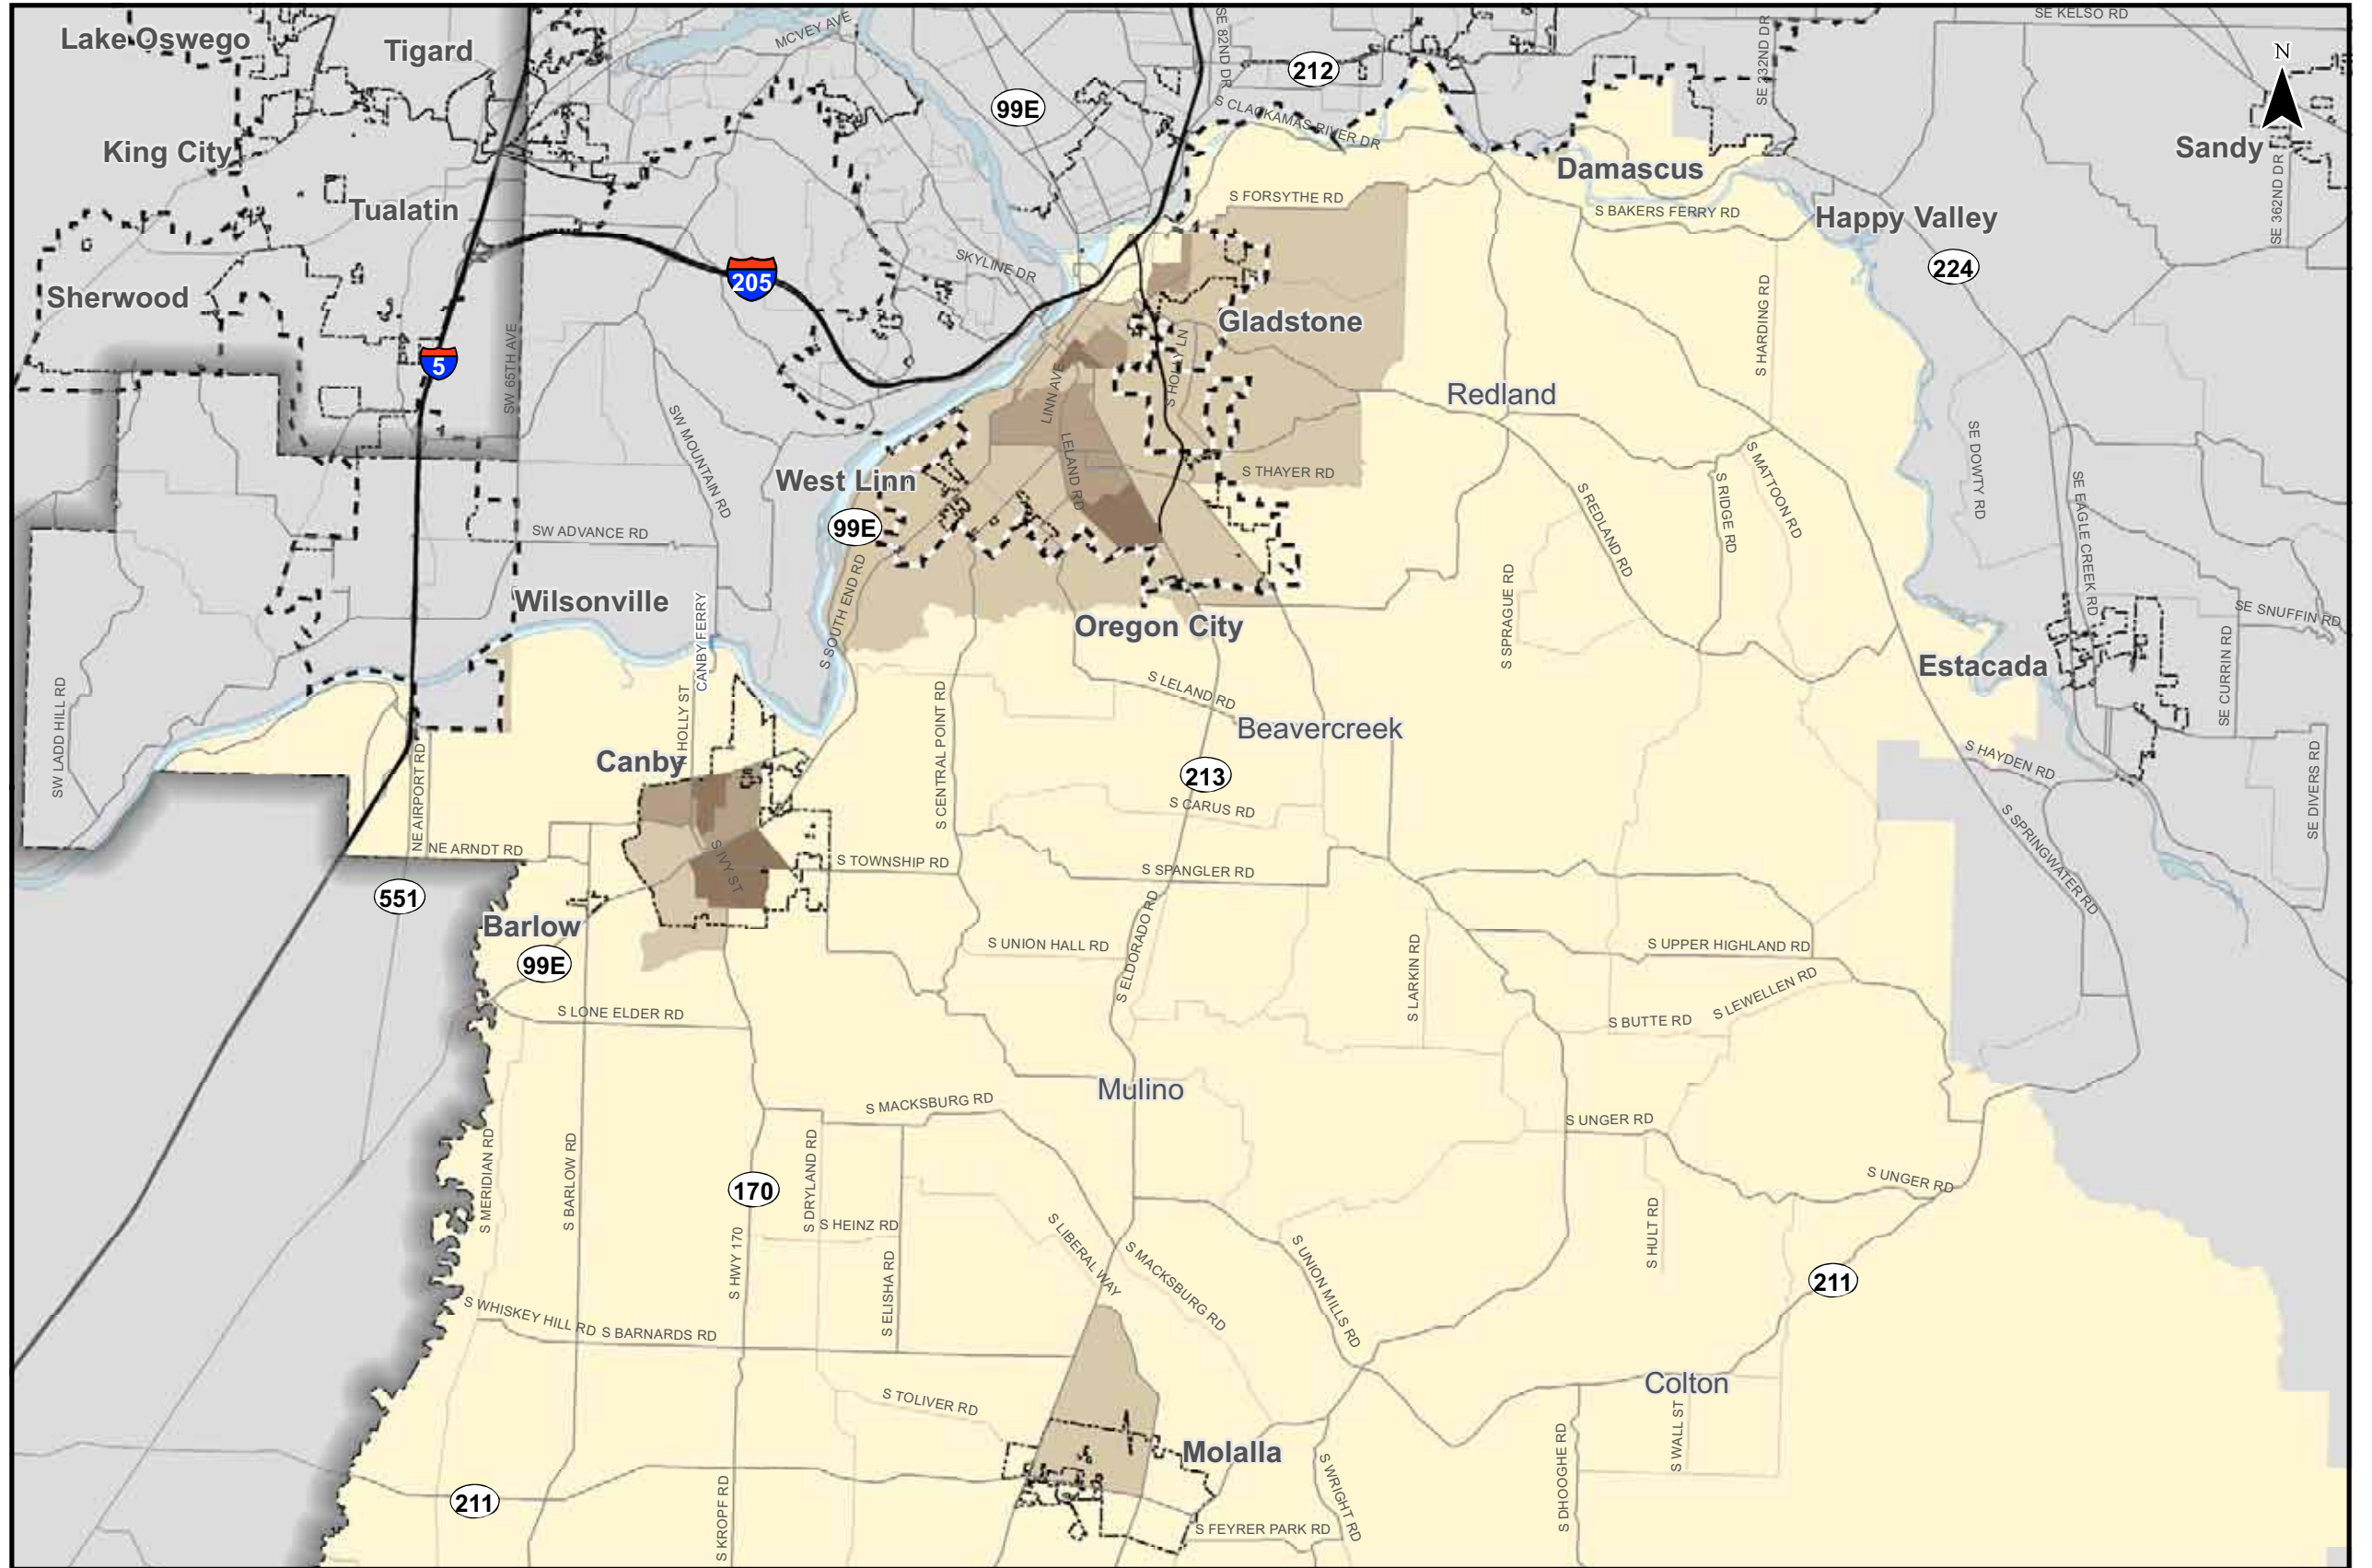 SE KELSO RD
Lake Oswego
Tigard
MCVEY AVE
SE 82ND DR
212
SE 232ND DR
N
99E
S CLACKAMAS RIVER DR
King City
Damascus
Sandy
SE 362ND DR
Tualatin
S FORSYTHE RD
S BAKERS FERRY RD
Happy Valley
SKYLINE DR
224
205
Sherwood
Gladstone
S HARDING RD
5
SW 65TH AVE
S HOLLY LN
LINN AVE
Redland
SW MOUNTAIN RD
LELAND RD
West Linn
S THAYER RD
S MATTOON RD
SE DOWTY RD
S REDLAND RD
S RIDGE RD
SE EAGLE CREEK RD
99E
SW ADVANCE RD
S SOUTH END RD
S SPRAGUE RD
Wilsonville
CANBY FERRY
Oregon City
SE SNUFFIN RD
SE CURRIN RD
Estacada
SW LADD HILL RD
N HOLLY ST
S CENTRAL POINT RD
S LELAND RD
Beavercreek
Canby
NE AIRPORT RD
213
S HAYDEN RD
SE DIVERS RD
S CARUS RD
S SPRINGWATER RD
NE ARNDT RD
S IVY ST
S TOWNSHIP RD
S SPANGLER RD
551
Barlow
S ELDORADO RD
S UNION HALL RD
S LARKIN RD
S UPPER HIGHLAND RD
99E
S LEWELLEN RD
S LONE ELDER RD
S BUTTE RD
Mulino
S MACKSBURG RD
S UNGER RD
S MERIDIAN RD
S BARLOW RD
170
S DRYLAND RD
S UNGER RD
S HEINZ RD
S HWY 170
S ELISHA RD
S LIBERAL WAY
S MACKSBURG RD
S UNION MILLS RD
S HULT RD
211
S WHISKEY HILL RD
S BARNARDS RD
Colton
S TOLIVER RD
S WALL ST
Molalla
S DHOOGHE RD
S WRIGHT RD
211
S KROPF RD
S FEYRER PARK RD